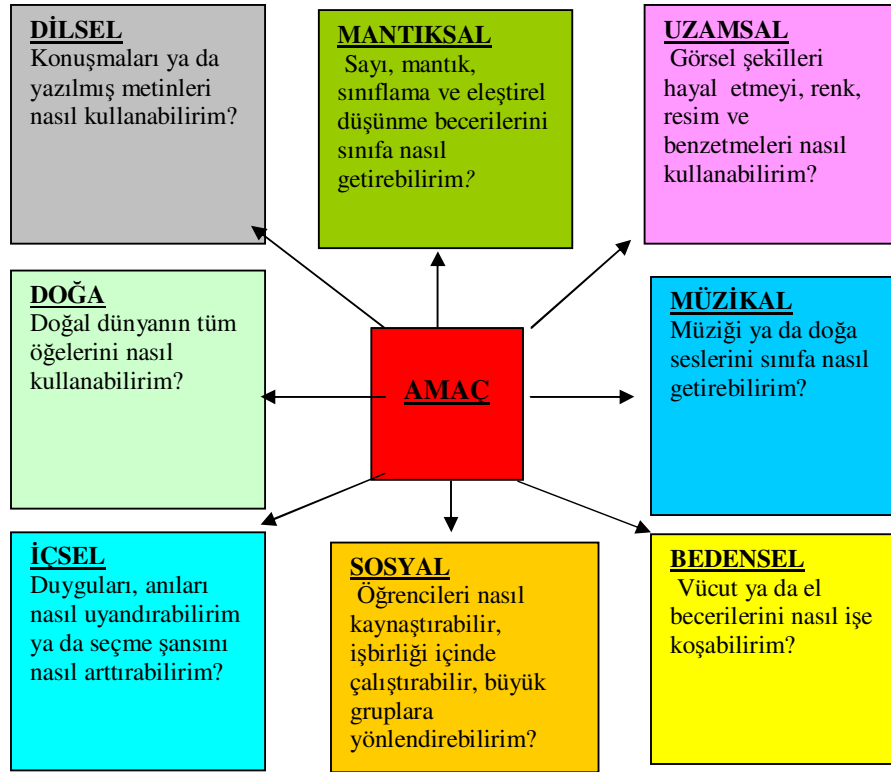 DİLSEL
Konuşmaları ya da
yazılmış metinleri
nasıl kullanabilirim?
MANTIKSAL
Sayı, mantık,
sınıflama ve eleştirel
düşünme becerilerini
sınıfa nasıl
getirebilirim?
UZAMSAL
Görsel şekilleri
hayal etmeyi, renk,
resim ve
benzetmeleri nasıl
kullanabilirim?
DOĞA
Doğal dünyanın tüm
öğelerini nasıl
kullanabilirim?
AMAÇ
MÜZİKAL
Müziği ya da doğa
seslerini sınıfa nasıl
getirebilirim?
İÇSEL
Duyguları, anıları
nasıl uyandırabilirim
ya da seçme şansını
nasıl arttırabilirim?
SOSYAL
Öğrencileri nasıl
kaynaştırabilir,
işbirliği içinde
çalıştırabilir, büyük
gruplara
yönlendirebilirim?
BEDENSEL
Vücut ya da el
becerilerini nasıl işe
koşabilirim?